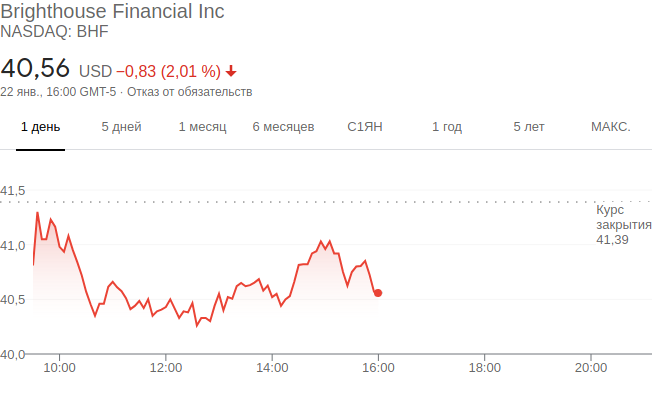 Brighthouse Financial Inc
NASDAQ: BHF
40,56 USD −0,83 (2,01 %)
22 янв., 16:00 GMT-5 · Отказ от обязательств
1 день 5 дней 1 месяц 6 месяцев С1ЯН 1 год 5 лет МАКС.
41,5
Курс
закрытия
41,39
41,0
40,5
40,0
10:00 12:00 14:00 16:00 18:00 20:00